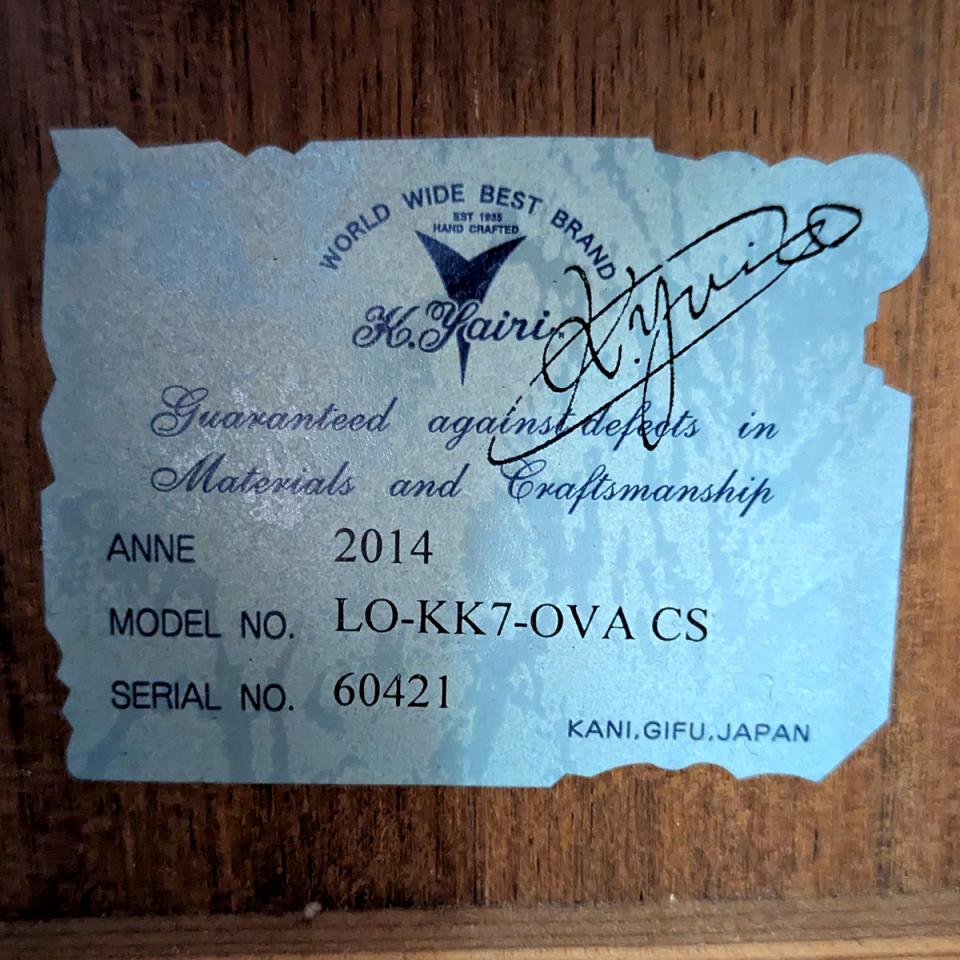 WORLD WIDE BEST BRAND
EST 1935
HAND CRAFTED
K.Yairi
K.Yairi
Guaranteed against defects in
Materials and Craftsmanship
ANNE 2014
MODEL NO. LO-KK7-OVA CS
SERIAL NO. 60421
KANI.GIFU.JAPAN